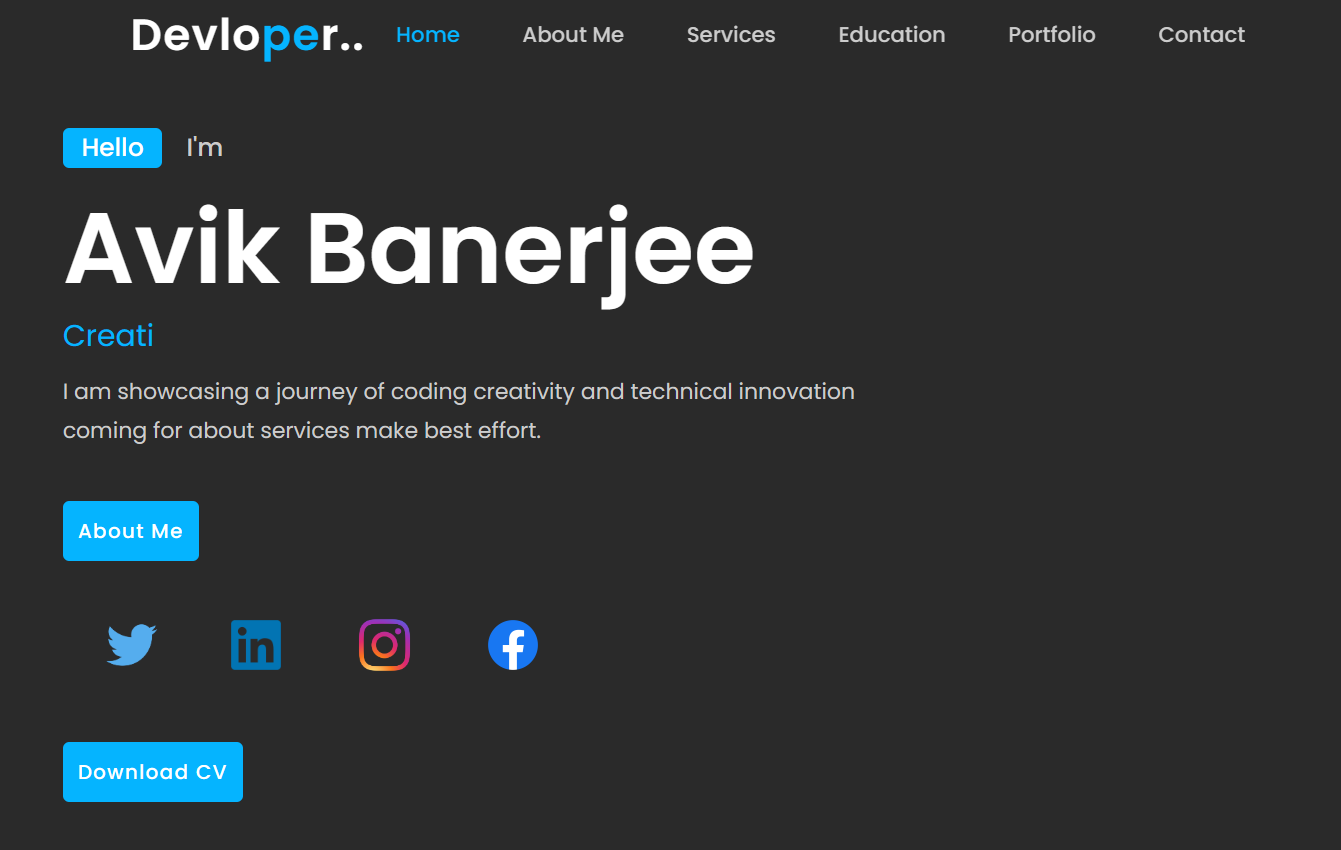 Devloper.. Home About Me Services Education Portfolio Contact
Hello I'm
Avik Banerjee
Creati
I am showcasing a journey of coding creativity and technical innovation
coming for about services make best effort.
About Me
in
Download CV